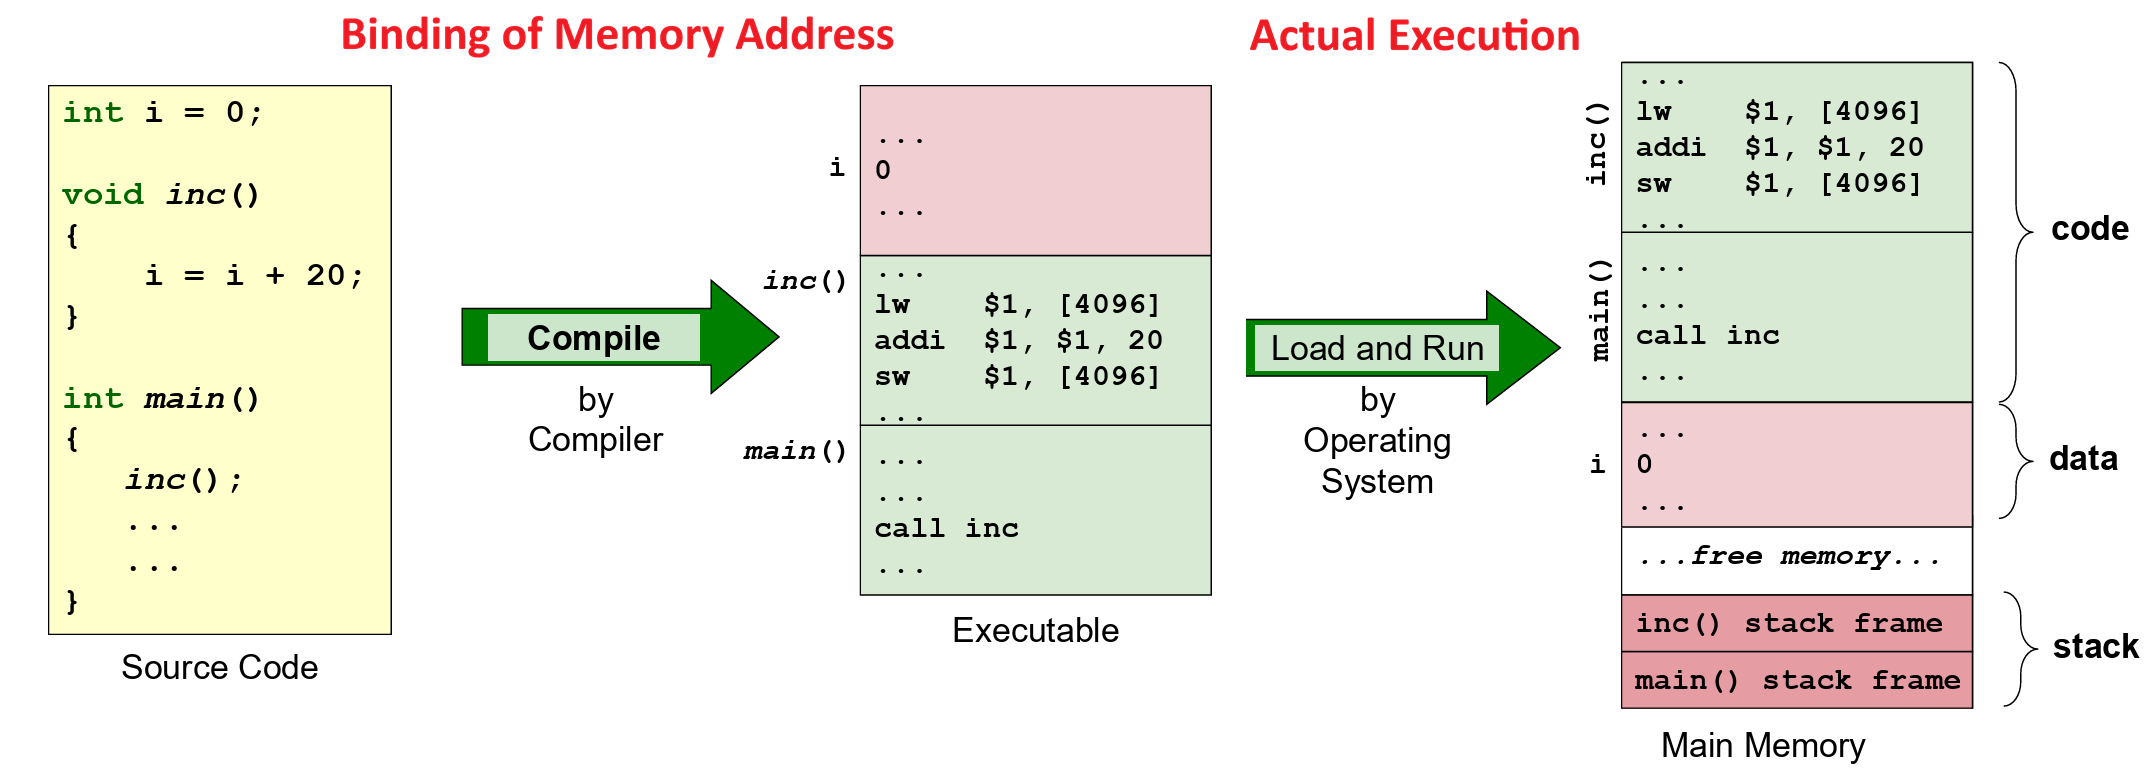 Binding of Memory Address
Actual Execution
int i = 0;
void inc()
{
i = i + 20;
}
int main()
{
inc();
...
...
}
Source Code
Compile
by
Compiler
i
inc()
main()
...
0
...
...
lw $1, [4096]
addi $1, $1, 20
sw $1, [4096]
...
...
...
call inc
...
Executable
Load and Run
by
Operating
System
inc()
main()
i
...
lw $1, [4096]
addi $1, $1, 20
sw $1, [4096]
...
...
...
call inc
...
...
0
...
...free memory...
inc() stack frame
main() stack frame
Main Memory
code
data
stack